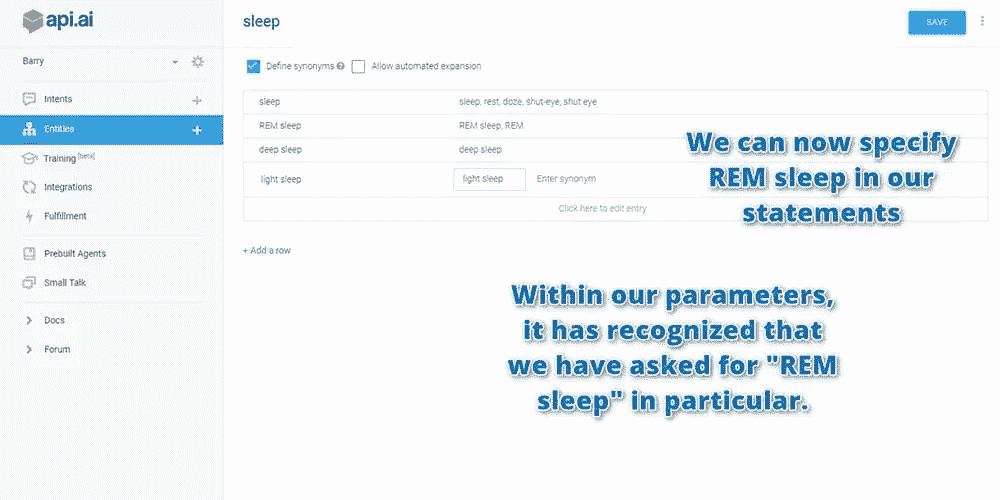 api.ai
sleep
SAVE
Barry
Define synonyms
Allow automated expansion
Intents
sleep
sleep, rest, doze, shut-eye, shut eye
Entities
REM sleep
REM sleep, REM
deep sleep
deep sleep
Training [beta]
light sleep
light sleep
Enter synonym
Integrations
Click here to edit entry
Fulfillment
+ Add a row
Prebuilt Agents
Small Talk
Docs
Forum
We can now specify
REM sleep in our
statements
Within our parameters,
it has recognized that
we have asked for "REM
sleep" in particular.